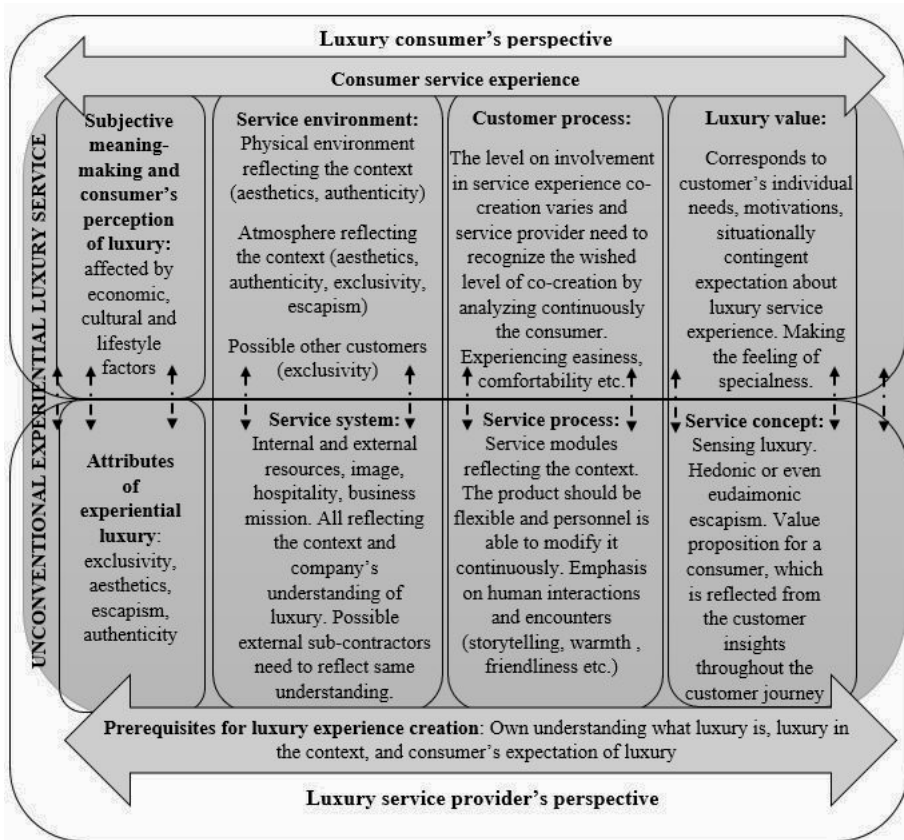 Luxury consumer's perspective
Consumer service experience
UNCONVENTIONAL EXPERIENTIAL LUXURY SERVICE
Subjective
meaning-
making and
consumer's
perception
of luxury:
affected by
economic,
cultural and
lifestyle
factors
Service environment:
Physical environment
reflecting the context
(aesthetics, authenticity)
Atmosphere reflecting
the context (aesthetics,
authenticity, exclusivity,
escapism)
Possible other customers
(exclusivity)
Customer process:
The level on involvement
in service experience co-
creation varies and
service provider need to
recognize the wished
level of co-creation by
analyzing continuously
the consumer.
Experiencing easiness,
comfortability etc.
Luxury value:
Corresponds to
customer's individual
needs, motivations,
situationally
contingent
expectation about
luxury service
experience. Making
the feeling of
specialness.
Attributes
of
experiential
luxury:
exclusivity,
aesthetics,
escapism,
authenticity
Service system:
Internal and external
resources, image,
hospitality, business
mission. All reflecting
the context and
company's
understanding of
luxury. Possible
external sub-contractors
need to reflect same
understanding.
Service process:
Service modules
reflecting the context.
The product should be
flexible and personnel is
able to modify it
continuously. Emphasis
on human interactions
and encounters
(storytelling, warmth ,
friendliness etc.)
Service concept:
Sensing luxury.
Hedonic or even
eudaimonic
escapism. Value
proposition for a
consumer, which
is reflected from
the customer
insights
throughout the
customer journey
Prerequisites for luxury experience creation: Own understanding what luxury is, luxury in
the context, and consumer's expectation of luxury
Luxury service provider's perspective